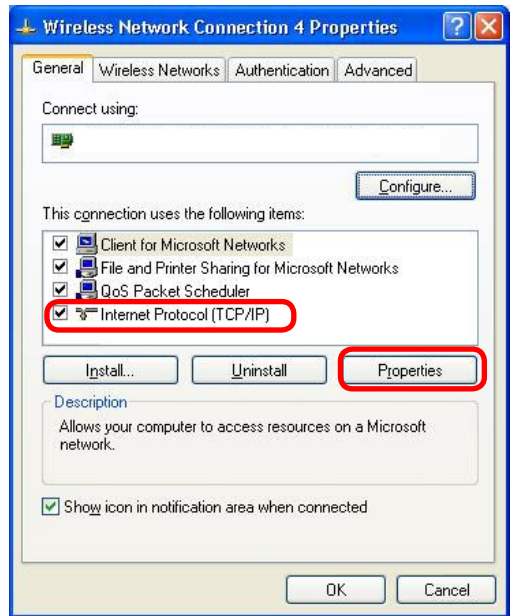 Wireless Network Connection 4 Properties
General Wireless Networks Authentication Advanced
Connect using:
Configure...
This connection uses the following items:
Client for Microsoft Networks
File and Printer Sharing for Microsoft Networks
QoS Packet Scheduler
Internet Protocol (TCP/IP)
Install... Uninstall Properties
Description
Allows your computer to access resources on a Microsoft
network.
Show icon in notification area when connected
OK Cancel